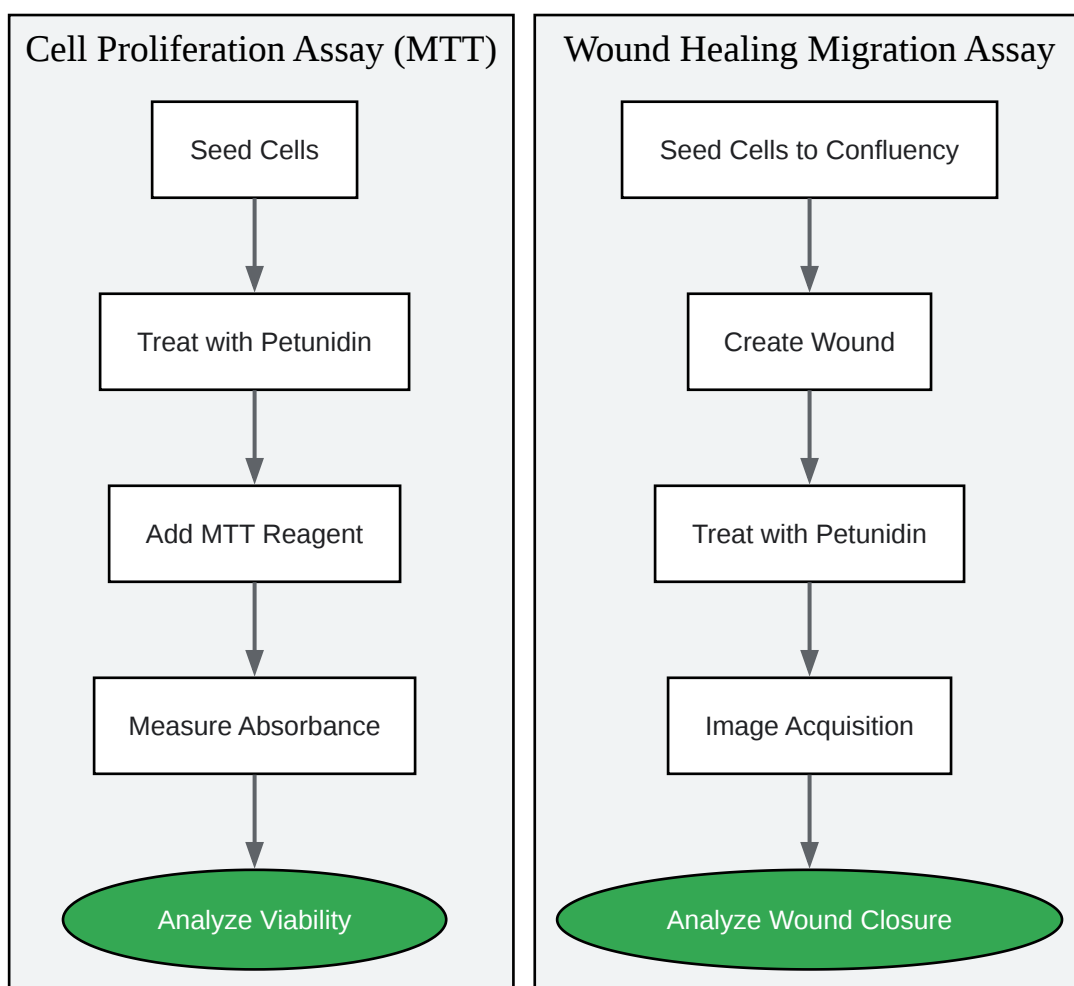 Cell Proliferation Assay (MTT)
Seed Cells
Treat with Petunidin
Add MTT Reagent
Measure Absorbance
Analyze Viability
Wound Healing Migration Assay
Seed Cells to Confluency
Create Wound
Treat with Petunidin
Image Acquisition
Analyze Wound Closure